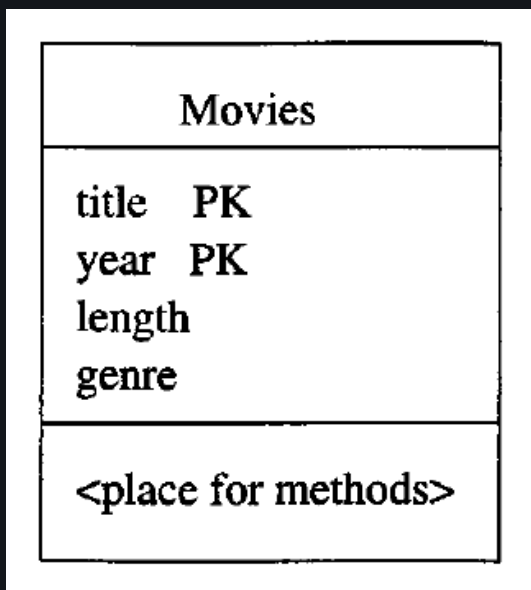 Movies
title PK
year PK
length
genre
<place for methods>